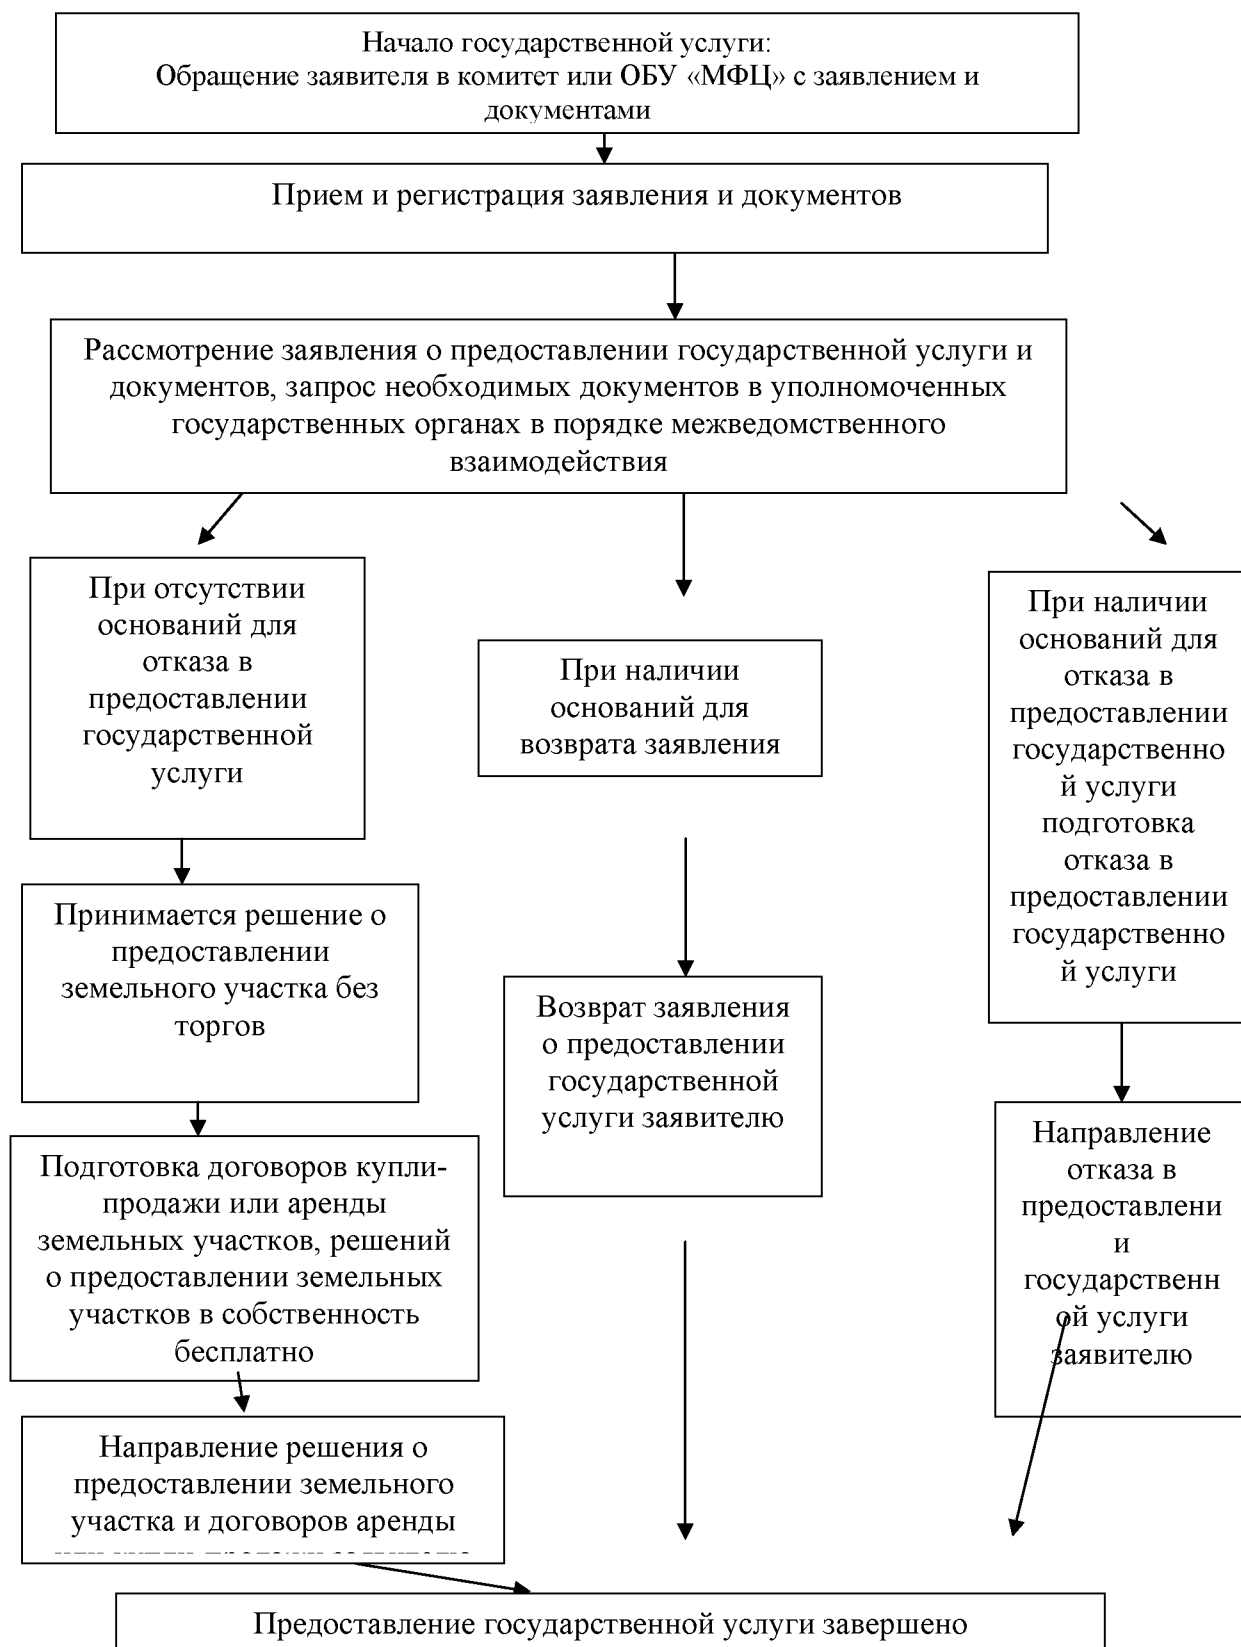 Начало государственной услуги:
Обращение заявителя в комитет или ОБУ «МФЦ» с заявлением и
документами
Прием и регистрация заявления и документов
Рассмотрение заявления о предоставлении государственной услуги и
документов, запрос необходимых документов в уполномоченных
государственных органах в порядке межведомственного
взаимодействия
При отсутствии
оснований для
отказа в
предоставлении
государственной
услуги
При наличии
оснований для
возврата заявления
При наличии
оснований для
отказа в
предоставлении
государственно
й услуги
подготовка
отказа в
предоставлении
государственно
й услуги
Принимается решение о
предоставлении
земельного участка без
торгов
Возврат заявления
о предоставлении
государственной
услуги заявителю
Направление
отказа в
предоставлени
и
государственн
ой услуги
заявителю
Подготовка договоров купли-
продажи или аренды
земельных участков, решений
о предоставлении земельных
участков в собственность
бесплатно
Направление решения о
предоставлении земельного
участка и договоров аренды
Предоставление государственной услуги завершено